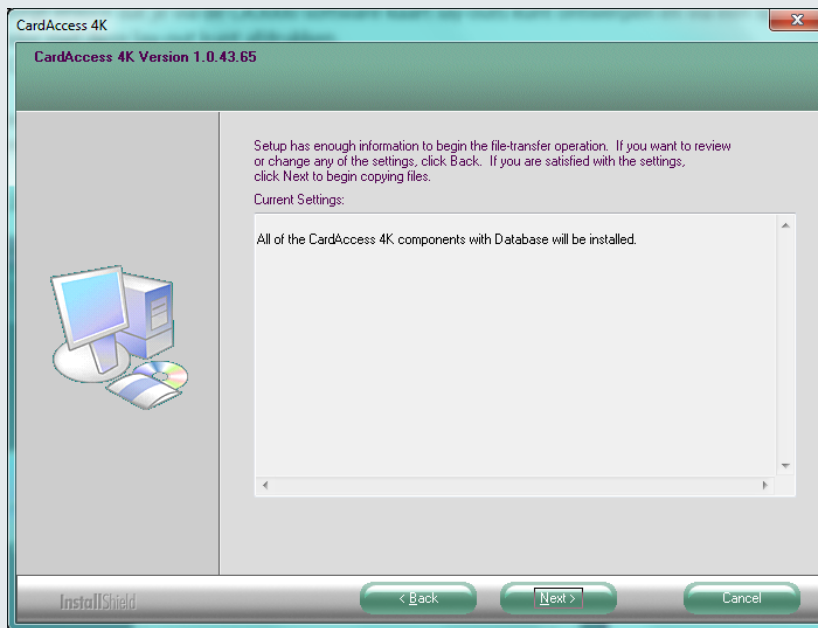 CardAccess 4K
CardAccess 4K Version 1.0.43.65
Setup has enough information to begin the file-transfer operation. If you want to review
or change any of the settings, click Back. If you are satisfied with the settings,
click Next to begin copying files.
Current Settings:
All of the CardAccess 4K components with Database will be installed.
InstallShield
< Back
Next >
Cancel